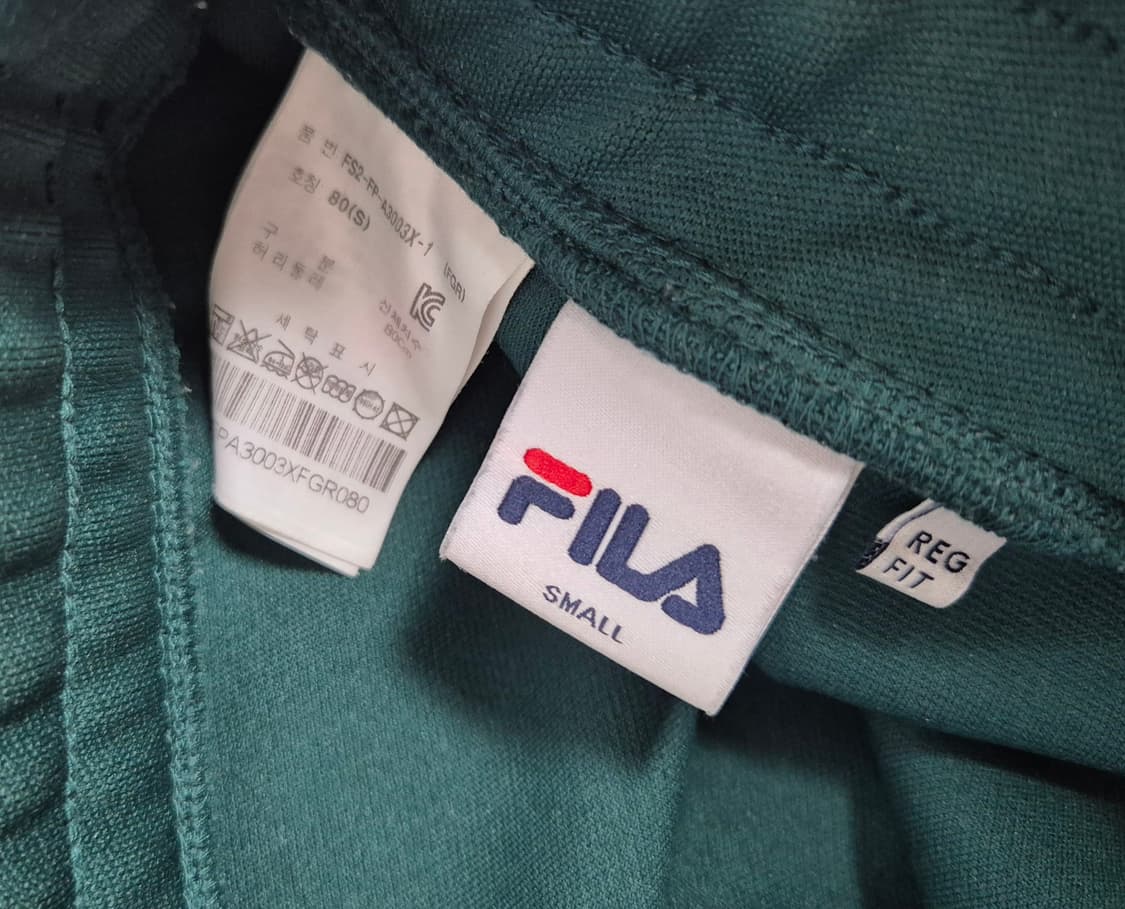 품 번 FS2-FP-A3003X-1 (FGR)
호칭 80(S)
구 분
허리둘레
신체치수
80cm
세 탁 표 시
PA3003XFGR080
FILA
SMALL
REG
FIT